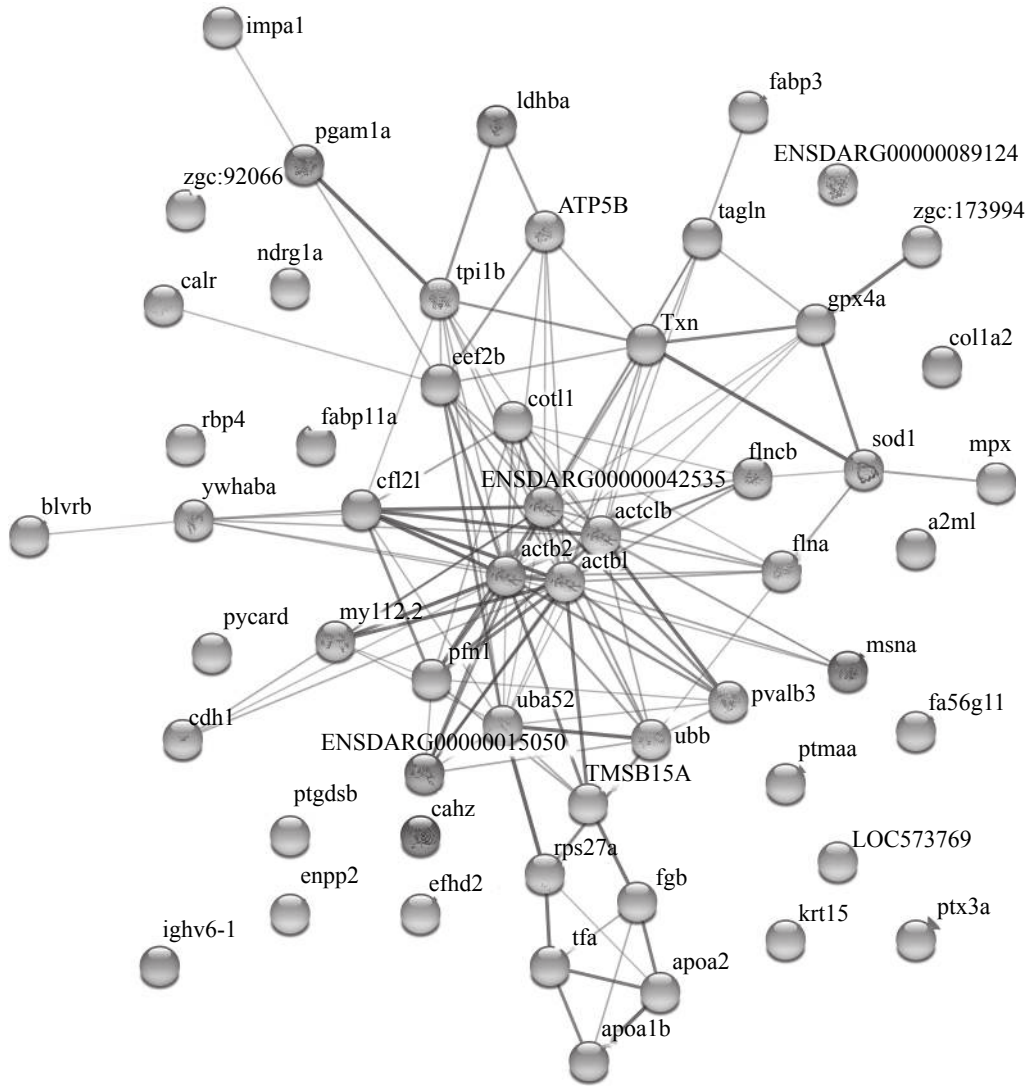 impa1
fabp3
ldhba
pgam1a
ENSDARG00000089124
zgc:92066
ATP5B
tagln
zgc:173994
ndrg1a
calr
tpi1b
gpx4a
Txn
col1a2
eef2b
cotl1
rbp4
fabp11a
flncb
sod1
mpx
cfl2l
ENSDARG00000042535
ywhaba
blvrb
actclb
a2ml
flna
actb2
actbl
my112.2
pycard
pfn1
msna
cdh1
uba52
pvalb3
fa56g11
ENSDARG00000015050
ubb
ptmaa
TMSB15A
ptgdsb
cahz
LOC573769
rps27a
enpp2
efhd2
fgb
krt15
ptx3a
ighv6-1
tfa
apoa2
apoa1b